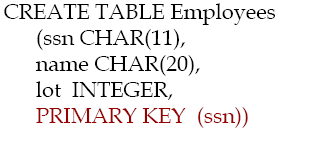 CREATE TABLE Employees
(ssn CHAR(11),
name CHAR(20),
lot INTEGER,
PRIMARY KEY (ssn))